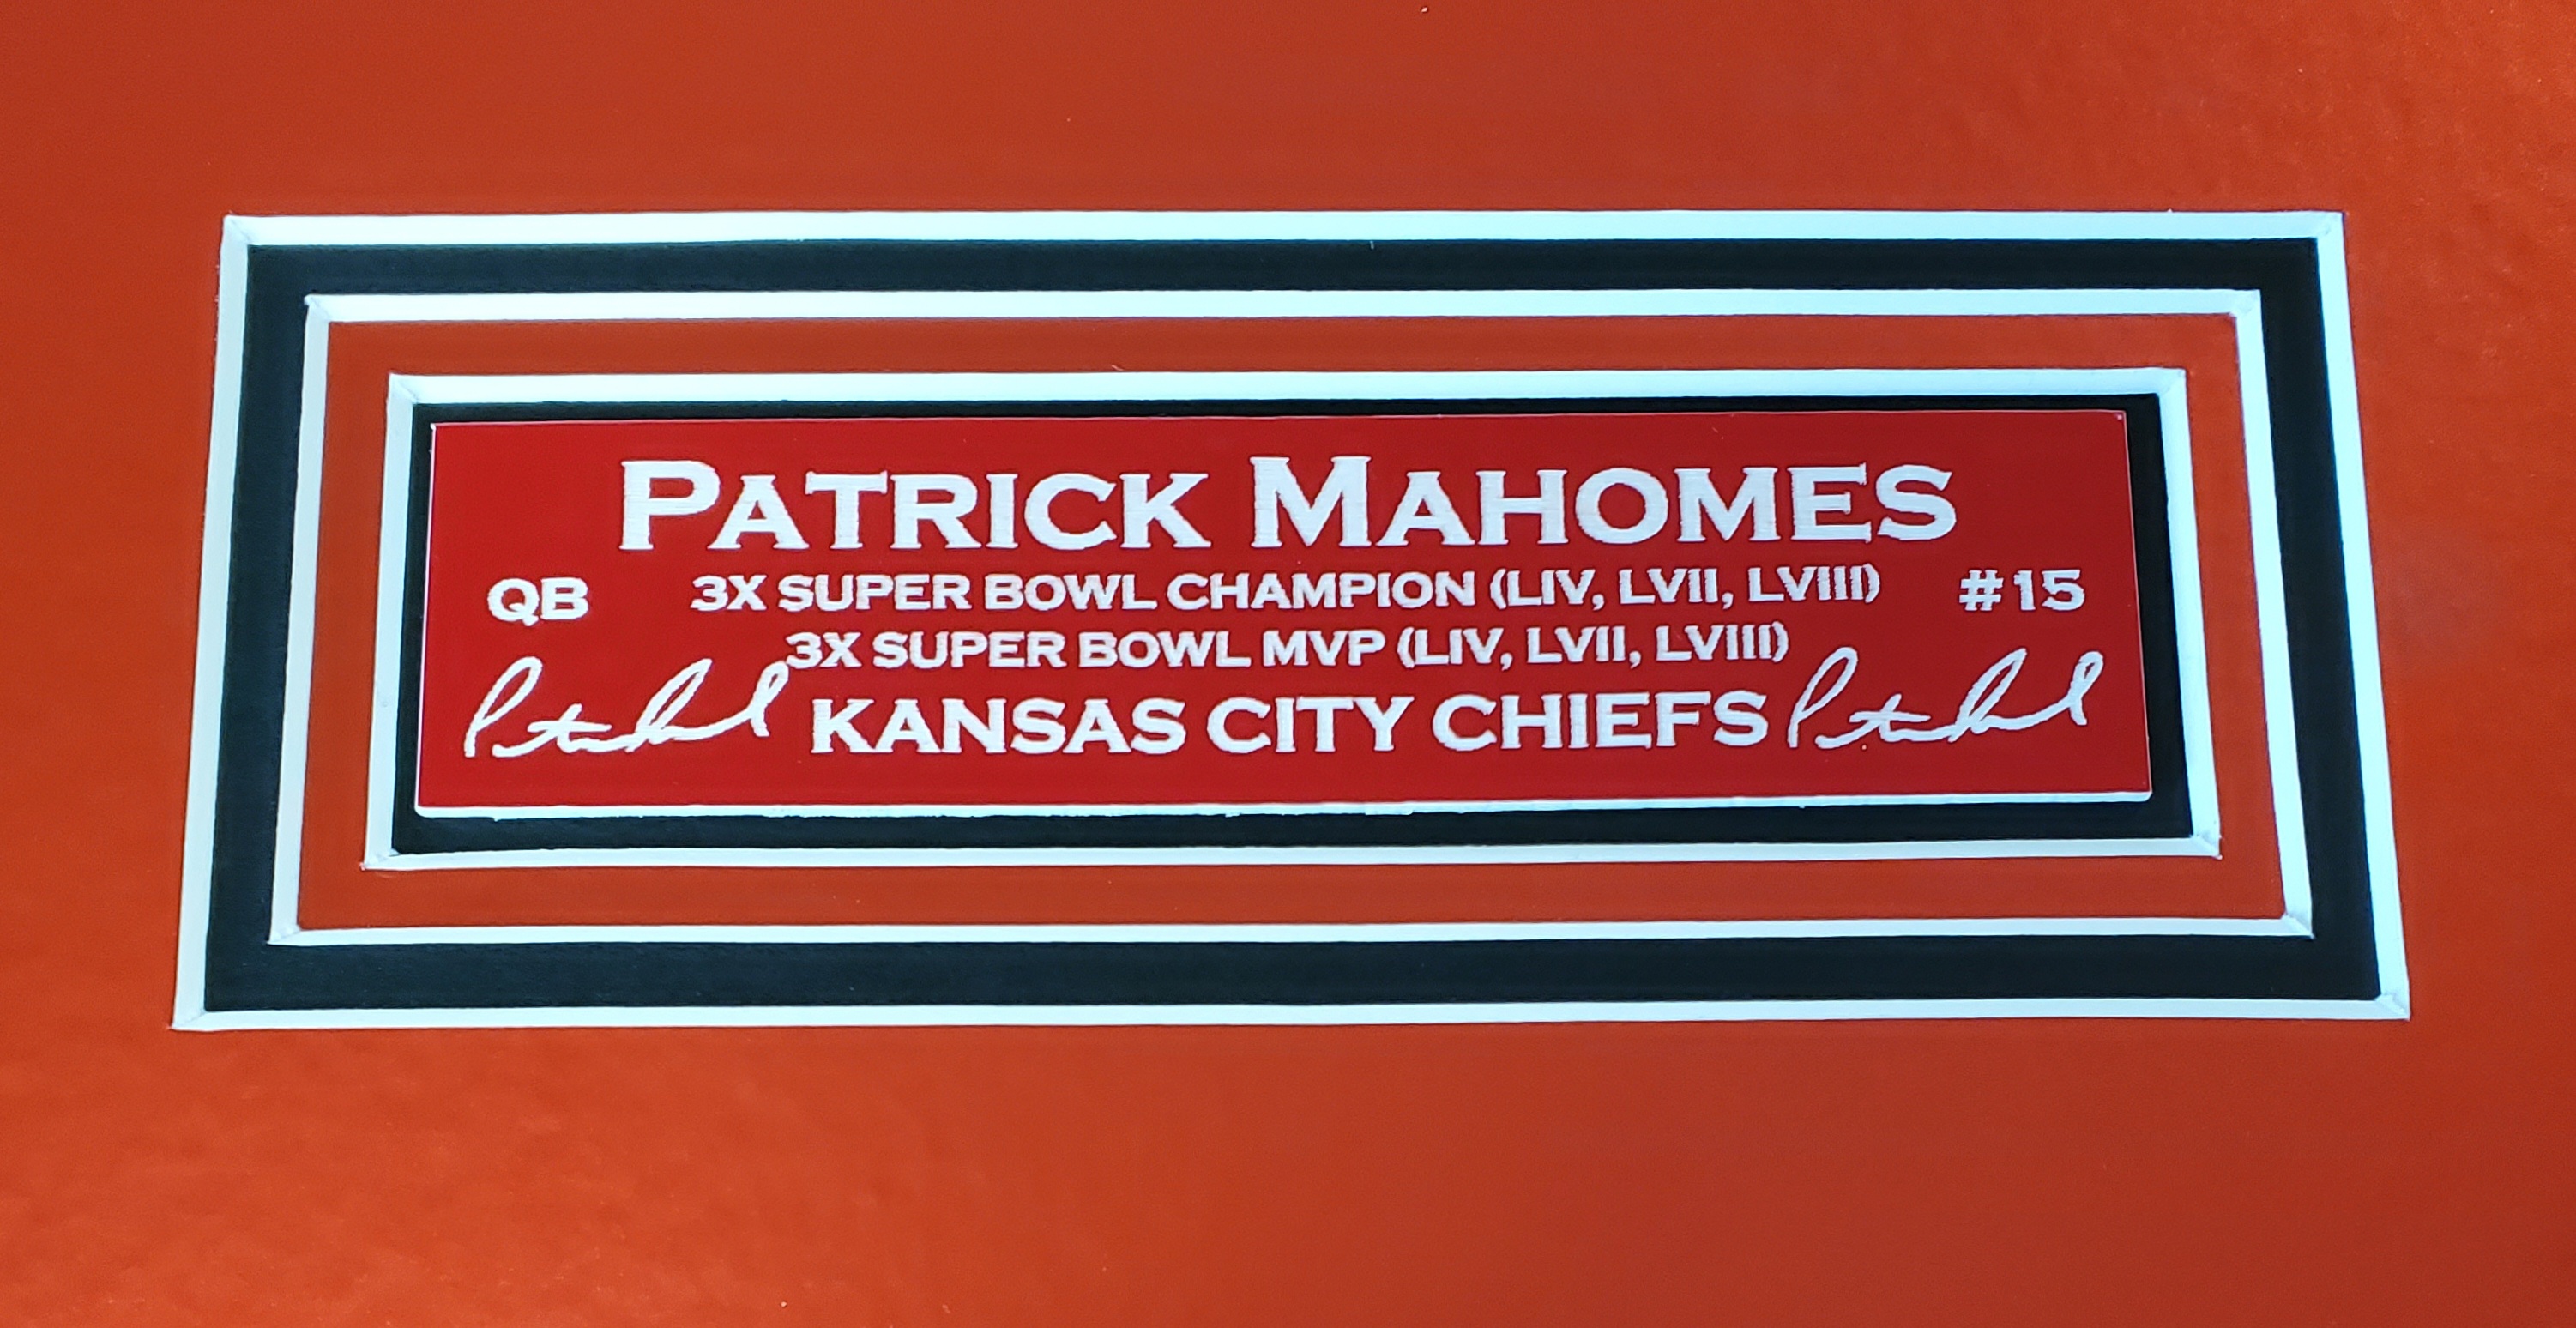 PATRICK MAHOMES
QB 3X SUPER BOWL CHAMPION (LIV, LVII, LVIII) #15
3X SUPER BOWL MVP (LIV, LVII, LVIII)
KANSAS CITY CHIEFS